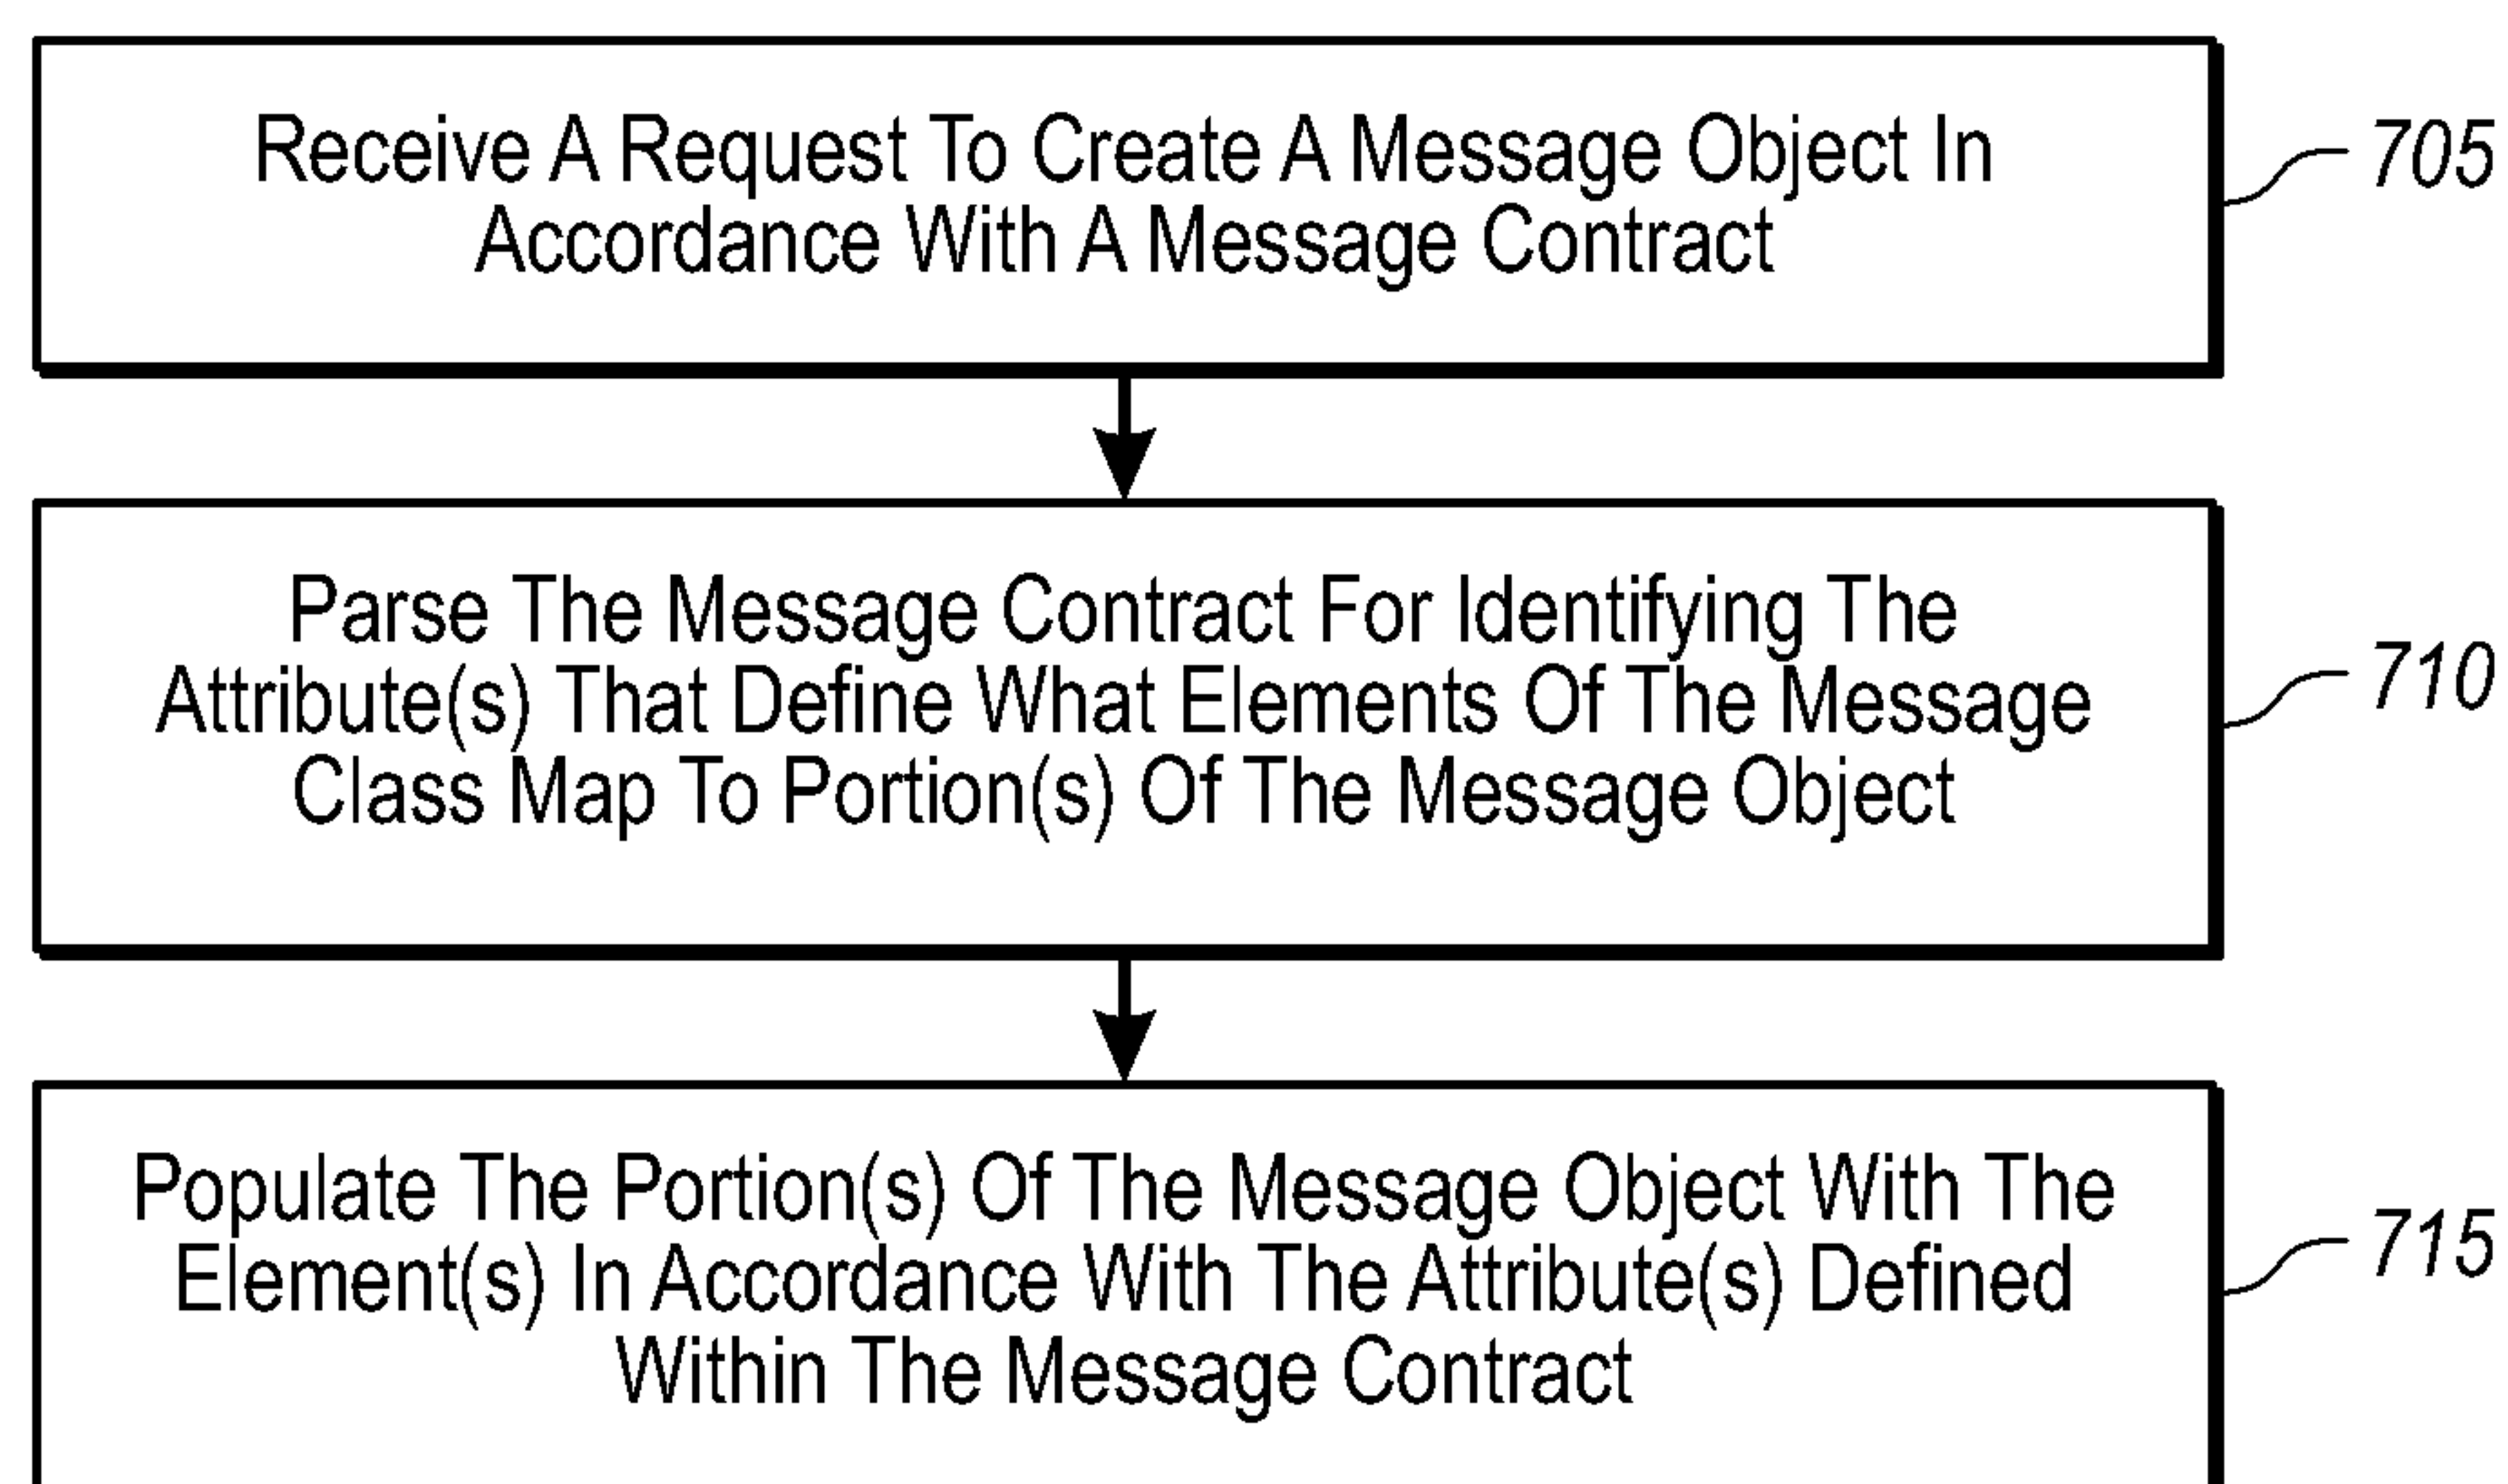 Receive A Request To Create A Message Object In
Accordance With A Message Contract
705
Parse The Message Contract For Identifying The
Attribute(s) That Define What Elements Of The Message
Class Map To Portion(s) Of The Message Object
710
Populate The Portion(s) Of The Message Object With The
Element(s) In Accordance With The Attribute(s) Defined
Within The Message Contract
715